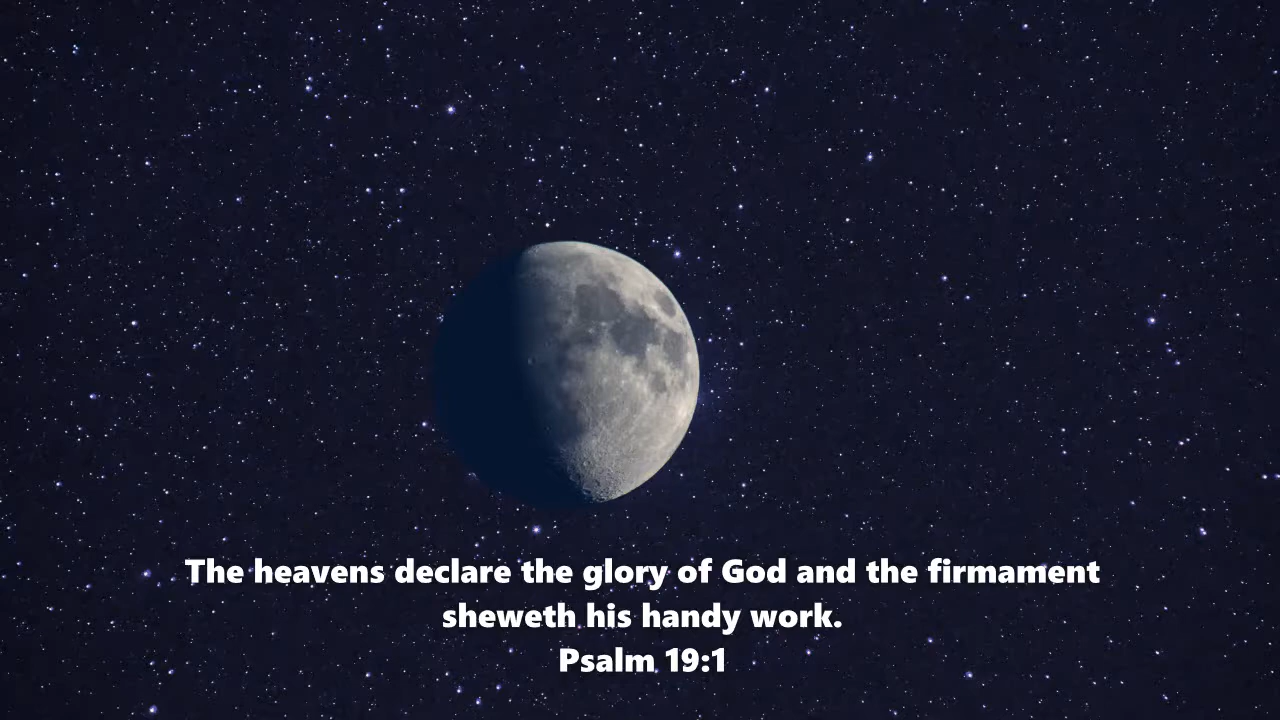 The heavens declare the glory of God and the firmament
sheweth his handy work.
Psalm 19:1